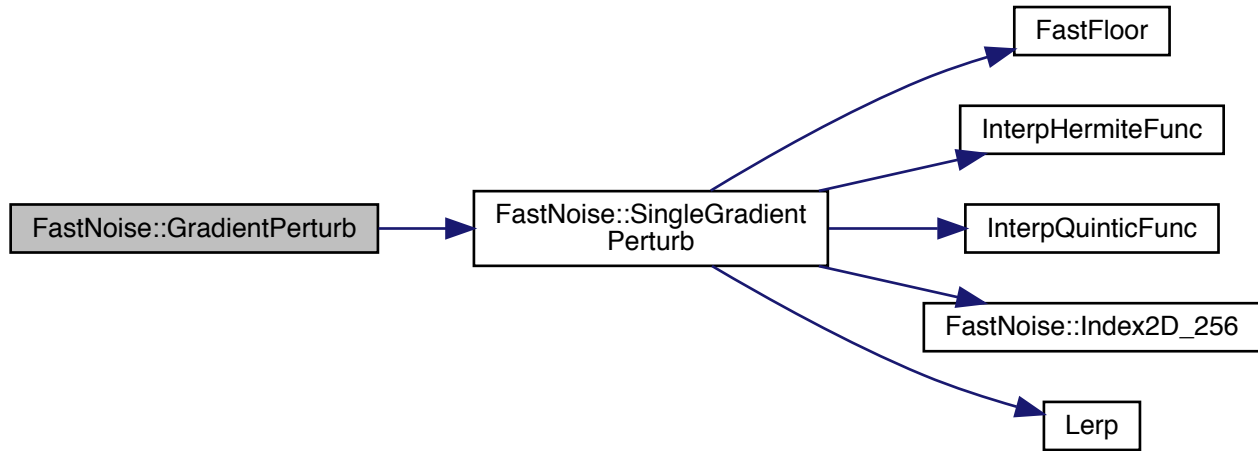 FastFloor
InterpHermiteFunc
FastNoise::GradientPerturb
FastNoise::SingleGradient
Perturb
InterpQuinticFunc
FastNoise::Index2D_256
Lerp